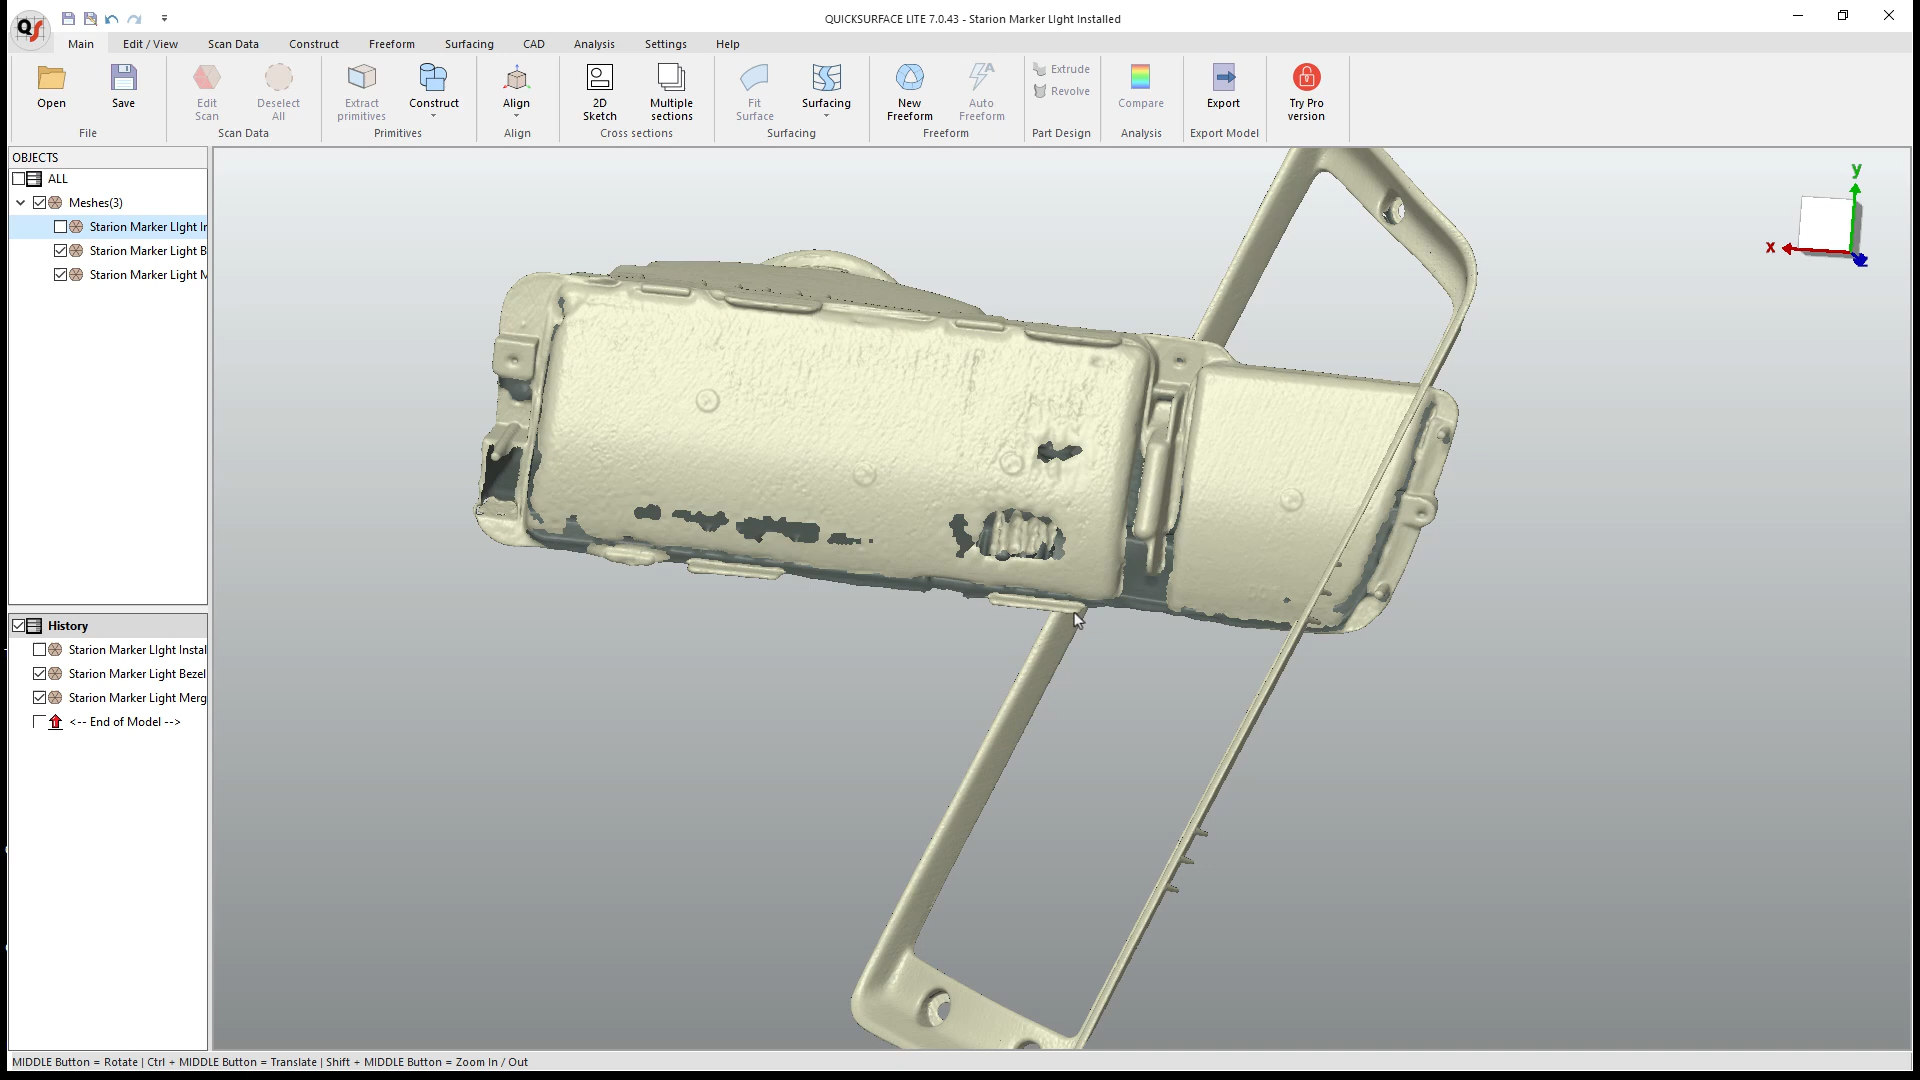 QUICKSURFACE LITE 7.0.43 - Starion Marker LIght Installed
Main Edit / View Scan Data Construct Freeform Surfacing CAD Analysis Settings Help
Open Save Edit Scan Deselect All Extract primitives Construct Align 2D Sketch Multiple sections Fit Surface Surfacing New Freeform Auto Freeform Extrude Revolve Compare Export Try Pro version
File Scan Data Primitives Align Cross sections Surfacing Freeform Part Design Analysis Export Model
OBJECTS
ALL
Meshes(3)
Starion Marker LIght Ir
Starion Marker Light B
Starion Marker Light M
History
Starion Marker LIght Instal
Starion Marker Light Bezel
Starion Marker Light Merg
<-- End of Model -->
y
x
MIDDLE Button = Rotate | Ctrl + MIDDLE Button = Translate | Shift + MIDDLE Button = Zoom In / Out